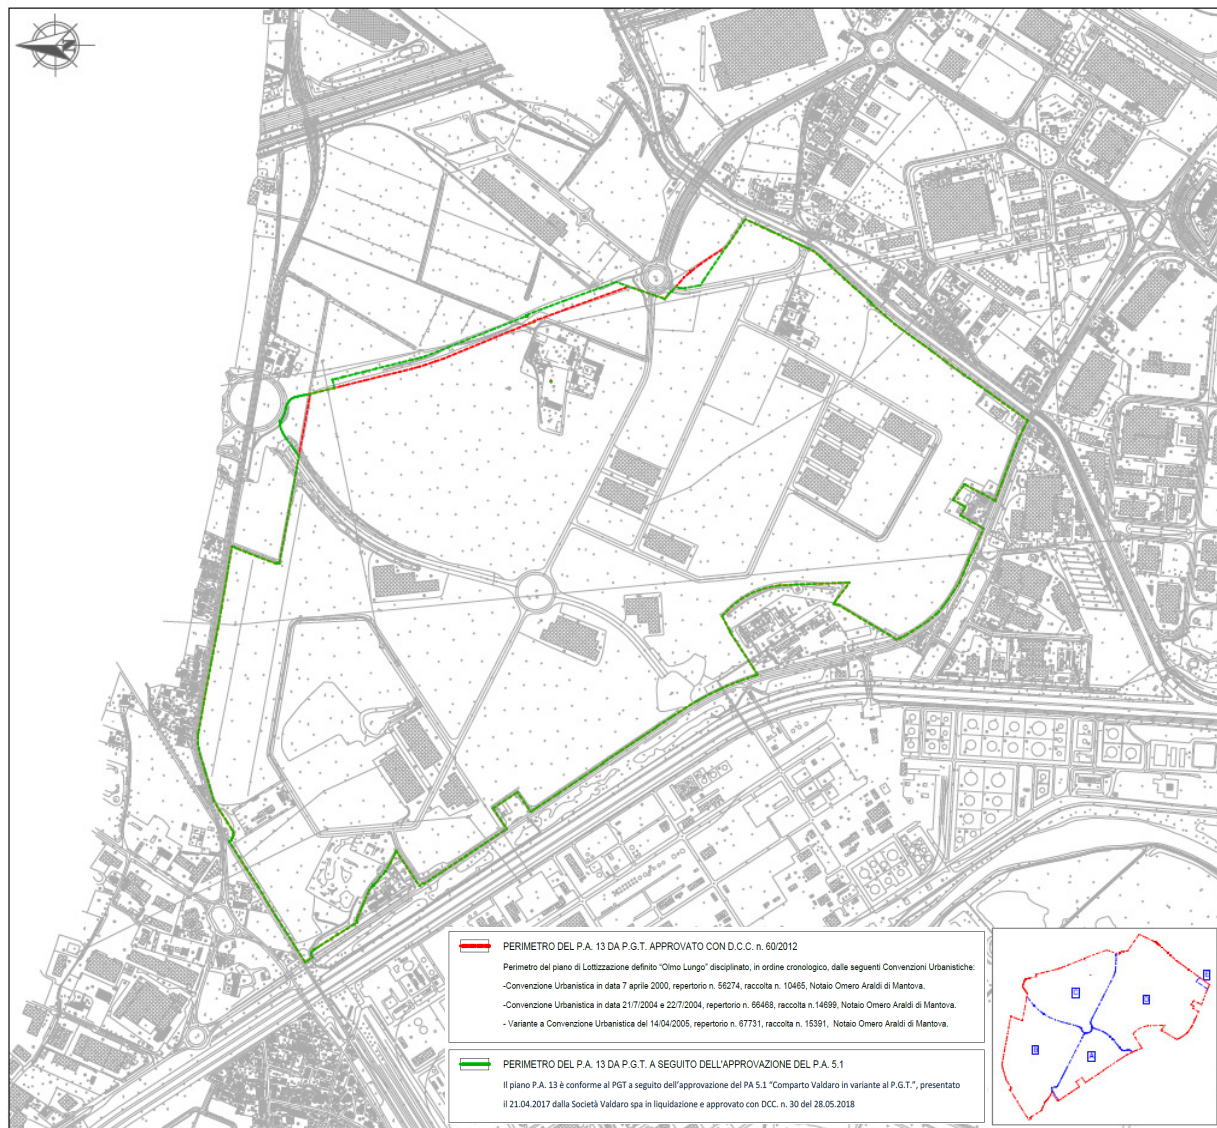 PERIMETRO DEL P.A. 13 DA P.G.T. APPROVATO CON D.C.C. n. 60/2012
Perimetro del piano di Lottizzazione definito "Olmo Lungo" disciplinato, in ordine cronologico, dalle seguenti Convenzioni Urbanistiche:
-Convenzione Urbanistica in data 7 aprile 2000, repertorio n. 56274, raccolta n. 10465, Notaio Omero Araldi di Mantova.
-Convenzione Urbanistica in data 21/7/2004 e 22/7/2004, repertorio n. 66468, raccolta n.14699, Notaio Omero Araldi di Mantova.
- Variante a Convenzione Urbanistica del 14/04/2005, repertorio n. 67731, raccolta n. 15391, Notaio Omero Araldi di Mantova.
PERIMETRO DEL P.A. 13 DA P.G.T. A SEGUITO DELL'APPROVAZIONE DEL P.A. 5.1
Il piano P.A. 13 è conforme al PGT a seguito dell'approvazione del PA 5.1 "Comparto Valdaro in variante al P.G.T.", presentato
il 21.04.2017 dalla Società Valdaro spa in liquidazione e approvato con DCC. n. 30 del 28.05.2018